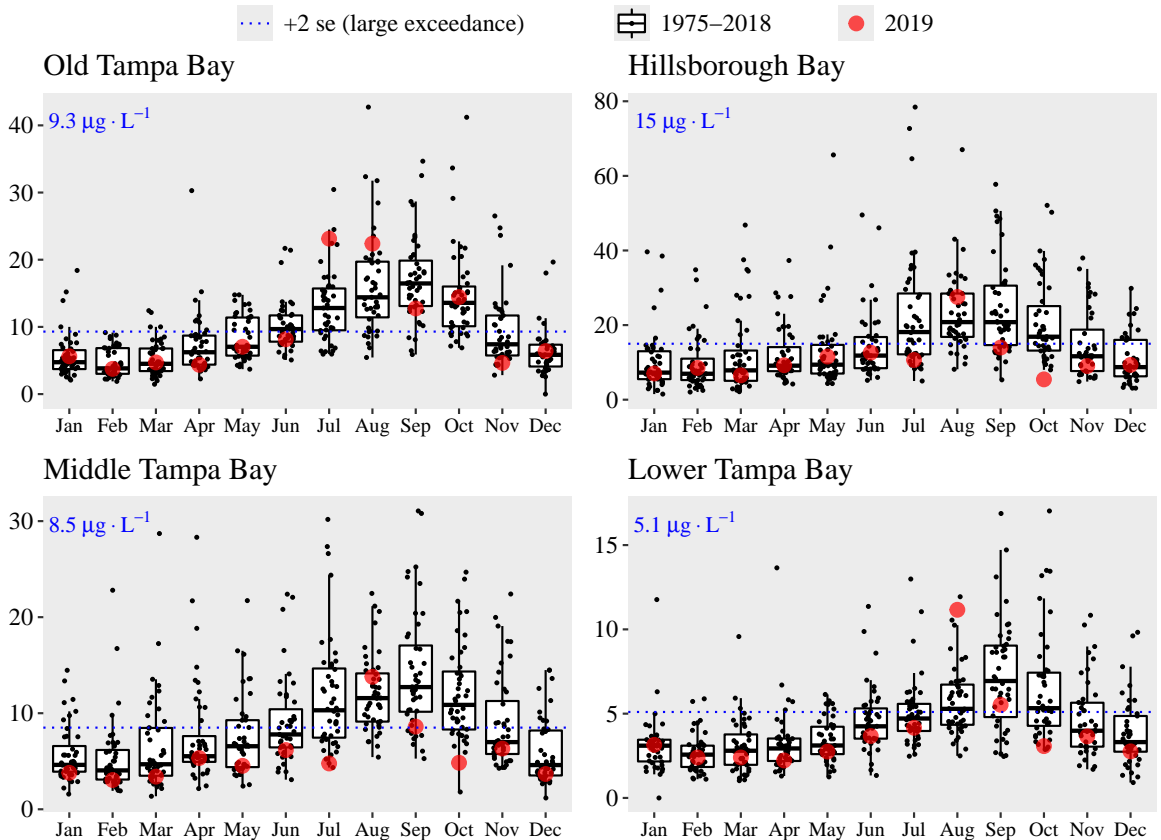 +2 se (large exceedance) 1975−2018 2019
Old Tampa Bay
9.3 μg · L⁻¹
40
30
20
10
0
Jan Feb Mar Apr May Jun Jul Aug Sep Oct Nov Dec
Hillsborough Bay
15 μg · L⁻¹
80
60
40
20
0
Jan Feb Mar Apr May Jun Jul Aug Sep Oct Nov Dec
Middle Tampa Bay
8.5 μg · L⁻¹
30
20
10
0
Jan Feb Mar Apr May Jun Jul Aug Sep Oct Nov Dec
Lower Tampa Bay
5.1 μg · L⁻¹
15
10
5
0
Jan Feb Mar Apr May Jun Jul Aug Sep Oct Nov Dec